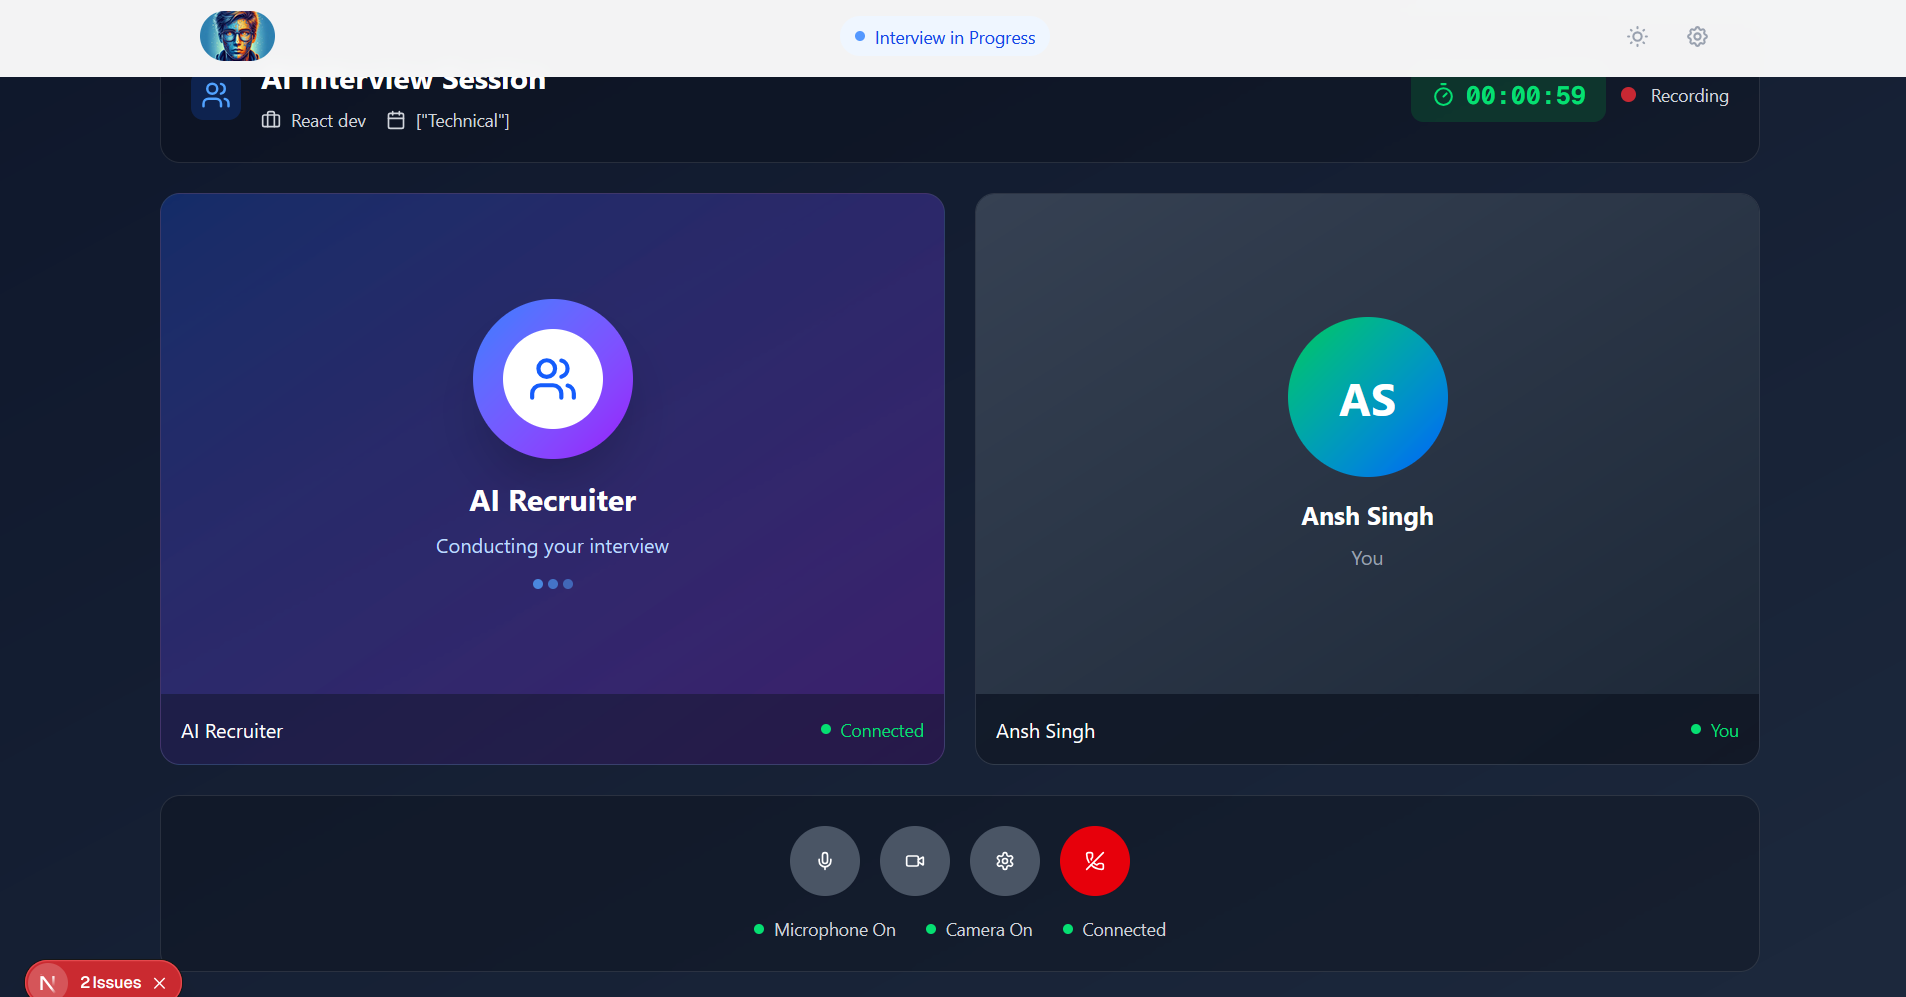 Interview in Progress
AI Interview Session
React dev ["Technical"]
00:00:59 Recording
AI Recruiter
Conducting your interview
AS
Ansh Singh
You
AI Recruiter Connected
Ansh Singh You
Microphone On Camera On Connected
N 2 Issues